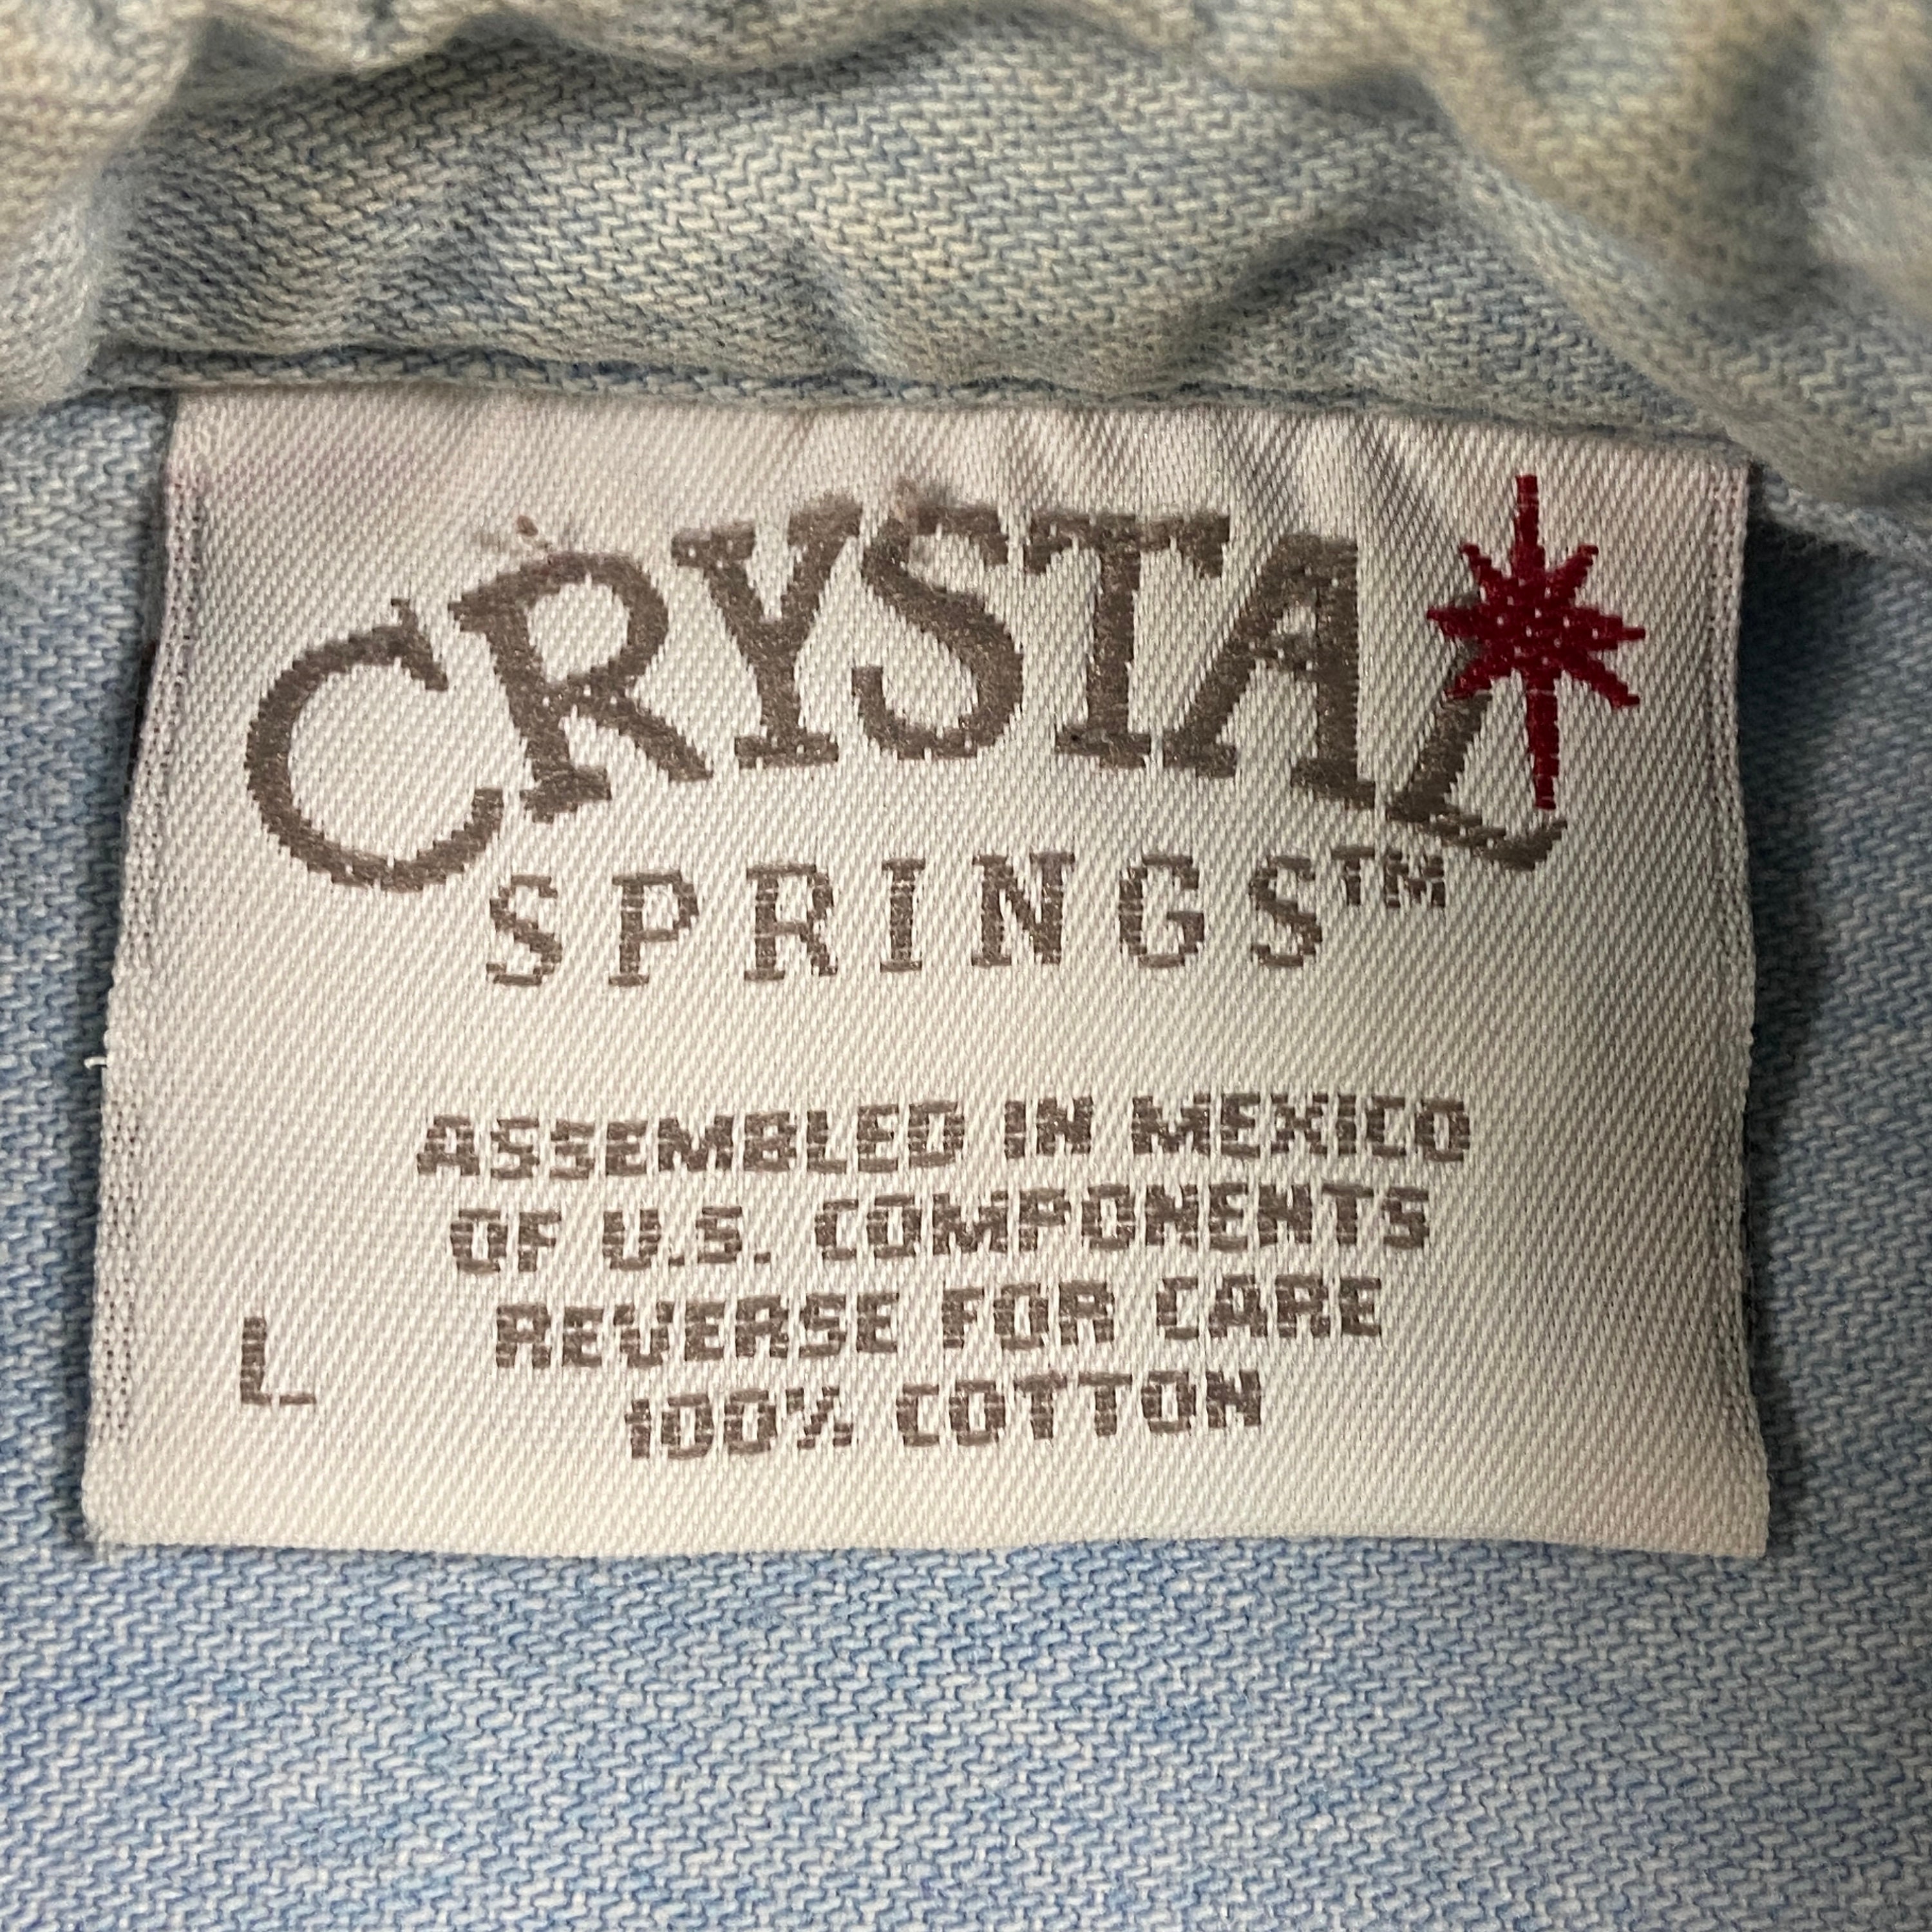 CRYSTAL
SPRINGS™
ASSEMBLED IN MEXICO
OF U.S. COMPONENTS
REVERSE FOR CARE
100% COTTON
L